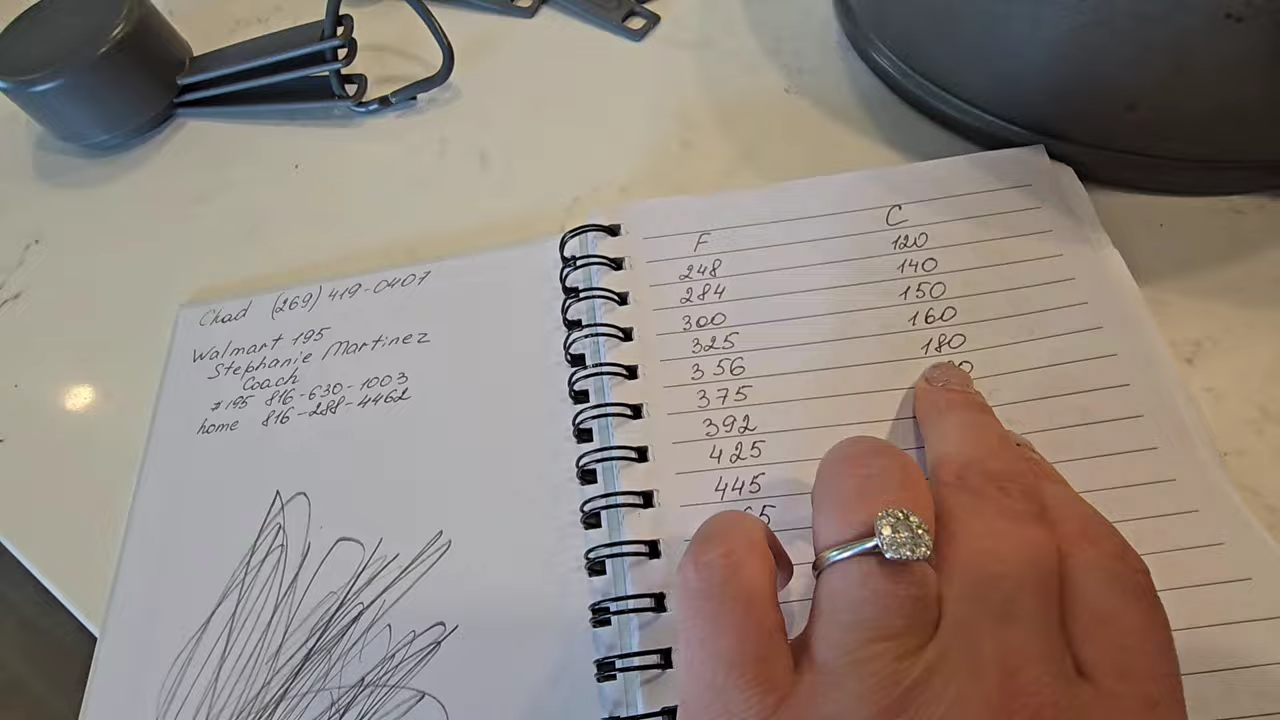 Chad (269) 419-0407
Walmart 195
Stephanie Martinez
Coach
#195 816-630-1003
home 816-288-4462
F C
248 120
284 140
300 150
325 160
356 180
375
392
425
445